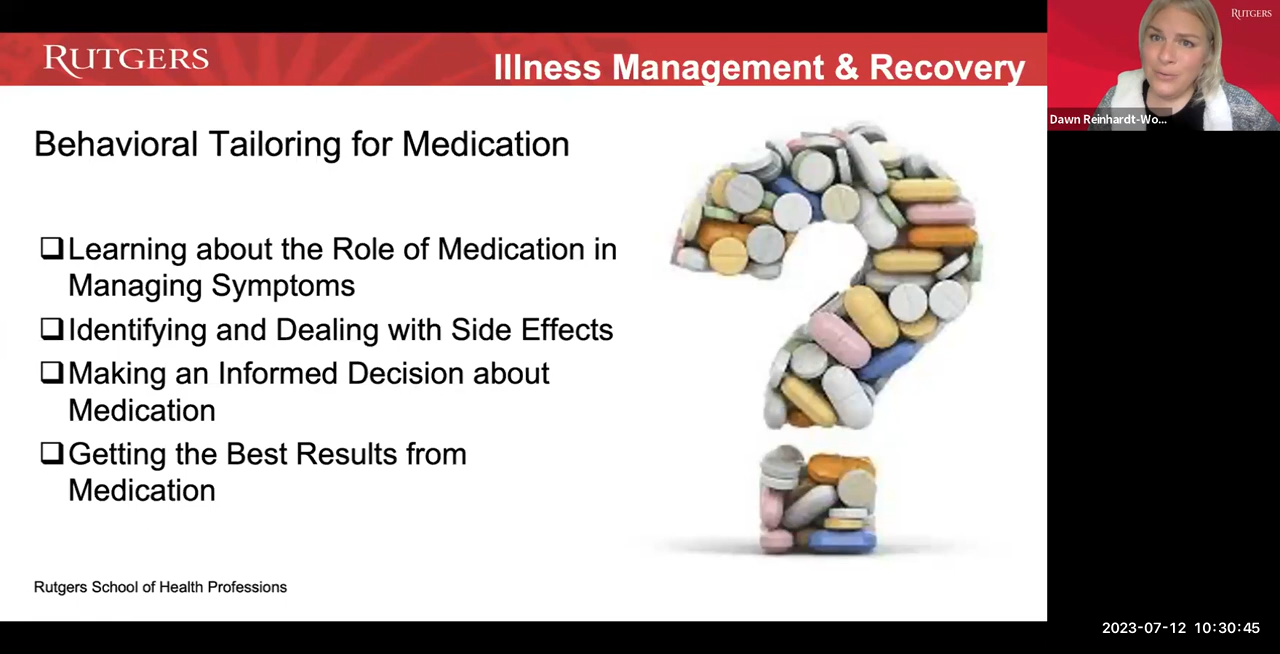 RUTGERS
Illness Management & Recovery
RUTGERS
Dawn Reinhardt-Wo...
Behavioral Tailoring for Medication
❑Learning about the Role of Medication in
Managing Symptoms
❑Identifying and Dealing with Side Effects
❑Making an Informed Decision about
Medication
❑Getting the Best Results from
Medication
Rutgers School of Health Professions
2023-07-12 10:30:45